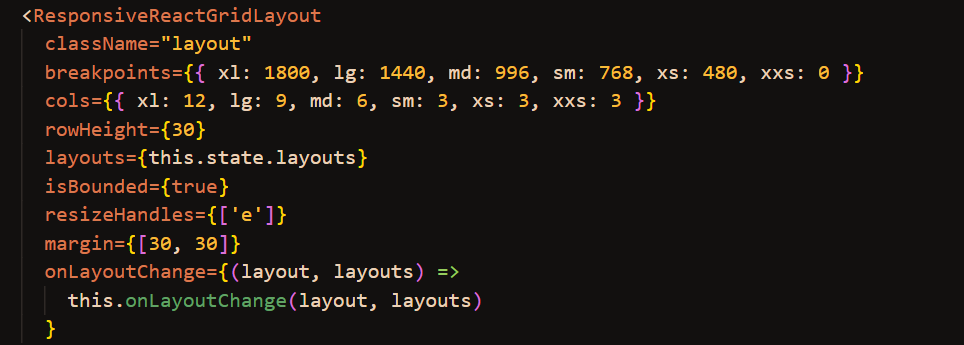 <ResponsiveReactGridLayout
className="layout"
breakpoints={{ xl: 1800, lg: 1440, md: 996, sm: 768, xs: 480, xxs: 0 }}
cols={{ xl: 12, lg: 9, md: 6, sm: 3, xs: 3, xxs: 3 }}
rowHeight={30}
layouts={this.state.layouts}
isBounded={true}
resizeHandles={['e']}
margin={[30, 30]}
onLayoutChange={(layout, layouts) =>
this.onLayoutChange(layout, layouts)
}